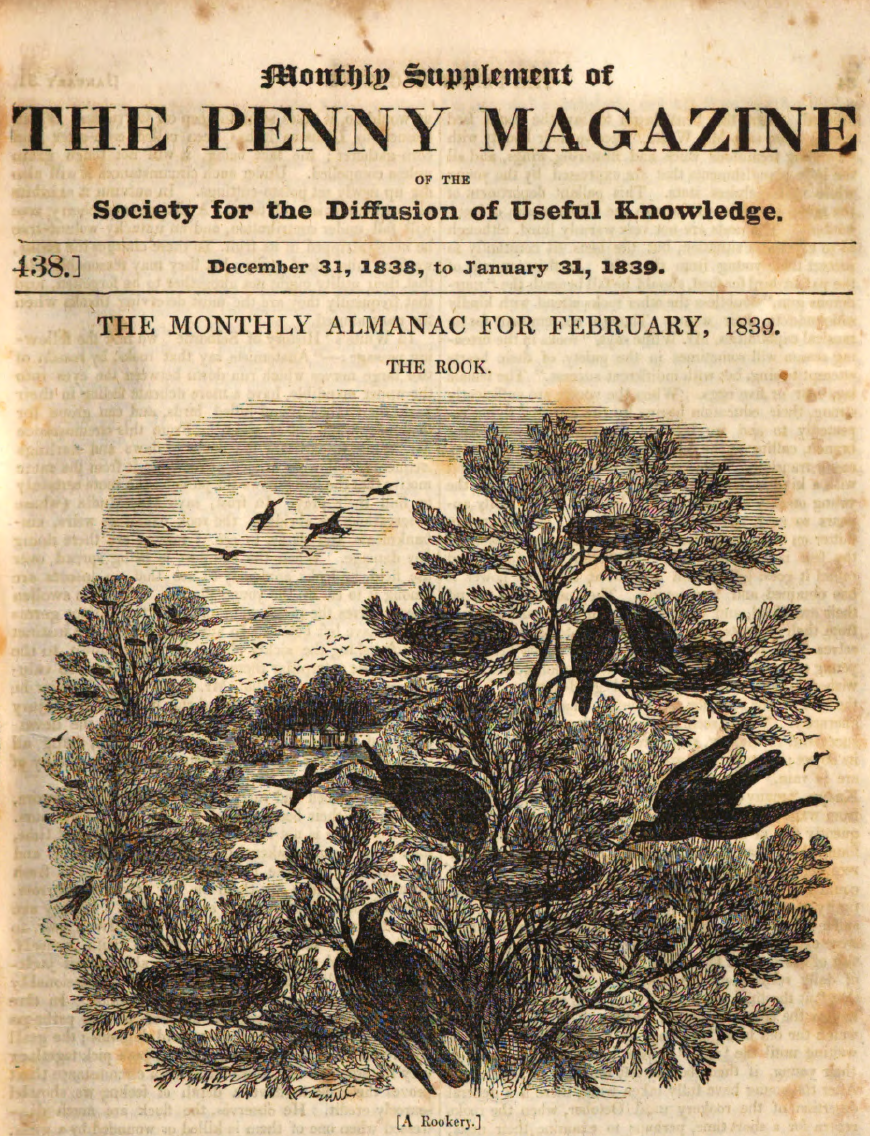 Monthly Supplement of
THE PENNY MAGAZINE
OF THE
Society for the Diffusion of Useful Knowledge.
438.] December 31, 1838, to January 31, 1839.
THE MONTHLY ALMANAC FOR FEBRUARY, 1839.
THE ROOK.
[A Rookery.]